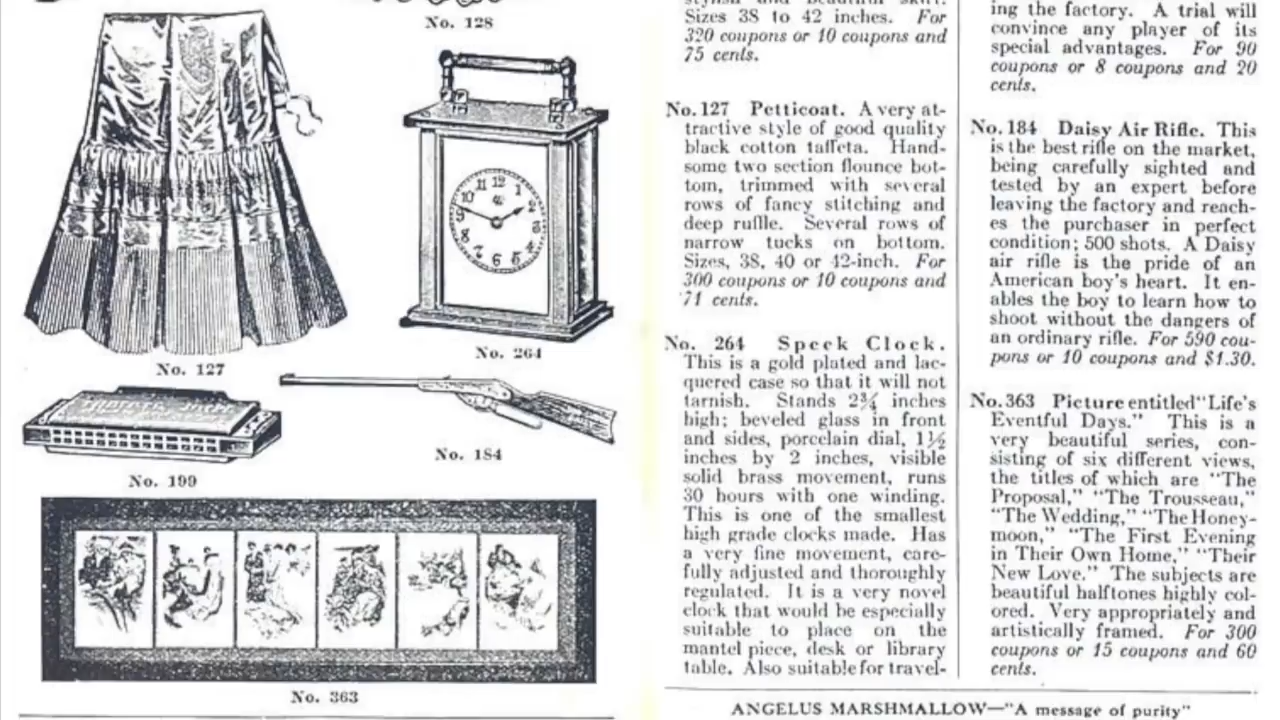 No. 128
12
1
2
3
4
5
6
7
8
9
10
11
No. 264
No. 127
No. 184
No. 199
No. 363
Sizes 38 to 42 inches. For
320 coupons or 10 coupons and
75 cents.
No. 127 Petticoat. A very at-
tractive style of good quality
black cotton taffeta. Hand-
some two section flounce bot-
tom, trimmed with several
rows of fancy stitching and
deep ruffle. Several rows of
narrow tucks on bottom.
Sizes, 38, 40 or 42-inch. For
300 coupons or 10 coupons and
71 cents.
No. 264 Speck Clock.
This is a gold plated and lac-
quered case so that it will not
tarnish. Stands 2¾ inches
high; beveled glass in front
and sides, porcelain dial, 1½
inches by 2 inches, visible
solid brass movement, runs
30 hours with one winding.
This is one of the smallest
high grade clocks made. Has
a very fine movement, care-
fully adjusted and thoroughly
regulated. It is a very novel
clock that would be especially
suitable to place on the
mantel piece, desk or library
table. Also suitable for travel-
ing the factory. A trial will
convince any player of its
special advantages. For 90
coupons or 8 coupons and 20
cents.
No. 184 Daisy Air Rifle. This
is the best rifle on the market,
being carefully sighted and
tested by an expert before
leaving the factory and reach-
es the purchaser in perfect
condition; 500 shots. A Daisy
air rifle is the pride of an
American boy's heart. It en-
ables the boy to learn how to
shoot without the dangers of
an ordinary rifle. For 590 cou-
pons or 10 coupons and $1.30.
No. 363 Picture entitled "Life's
Eventful Days." This is a
very beautiful series, con-
sisting of six different views,
the titles of which are "The
Proposal," "The Trousseau,"
"The Wedding," "The Honey-
moon," "The First Evening
in Their Own Home," "Their
New Love." The subjects are
beautiful halftones highly col-
ored. Very appropriately and
artistically framed. For 300
coupons or 15 coupons and 60
cents.
ANGELUS MARSHMALLOW—"A message of purity"